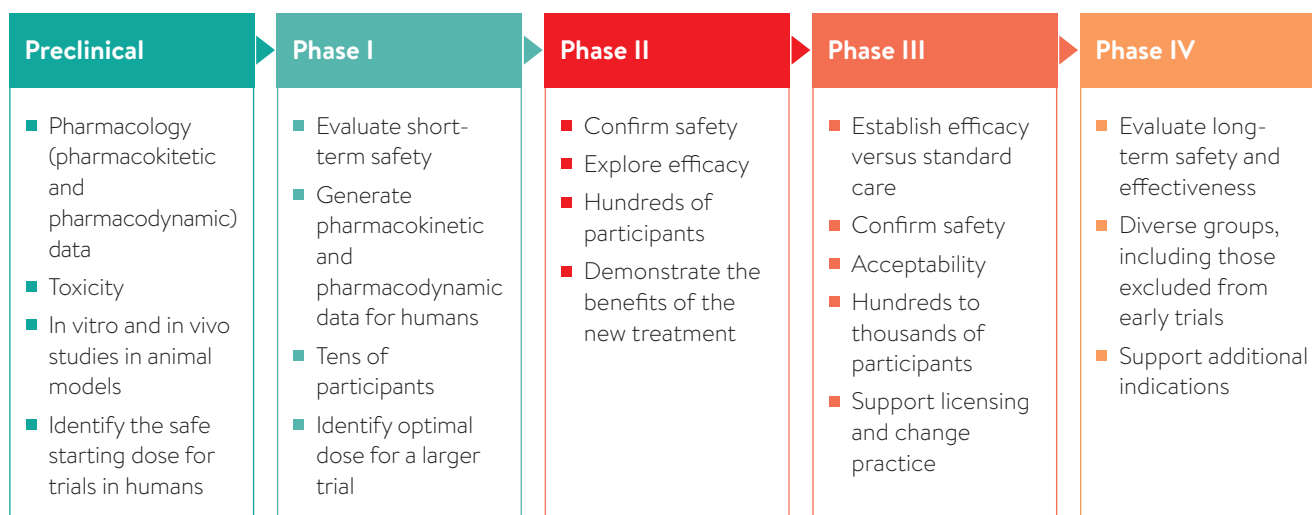 Preclinical
Pharmacology
(pharmacokitetic
and
pharmacodynamic)
data
Toxicity
In vitro and in vivo
studies in animal
models
Identify the safe
starting dose for
trials in humans
Phase I
Evaluate short-
term safety
Generate
pharmacokinetic
and
pharmacodynamic
data for humans
Tens of
participants
Identify optimal
dose for a larger
trial
Phase II
Confirm safety
Explore efficacy
Hundreds of
participants
Demonstrate the
benefits of the
new treatment
Phase III
Establish efficacy
versus standard
care
Confirm safety
Acceptability
Hundreds to
thousands of
participants
Support licensing
and change
practice
Phase IV
Evaluate long-
term safety and
effectiveness
Diverse groups,
including those
excluded from
early trials
Support additional
indications